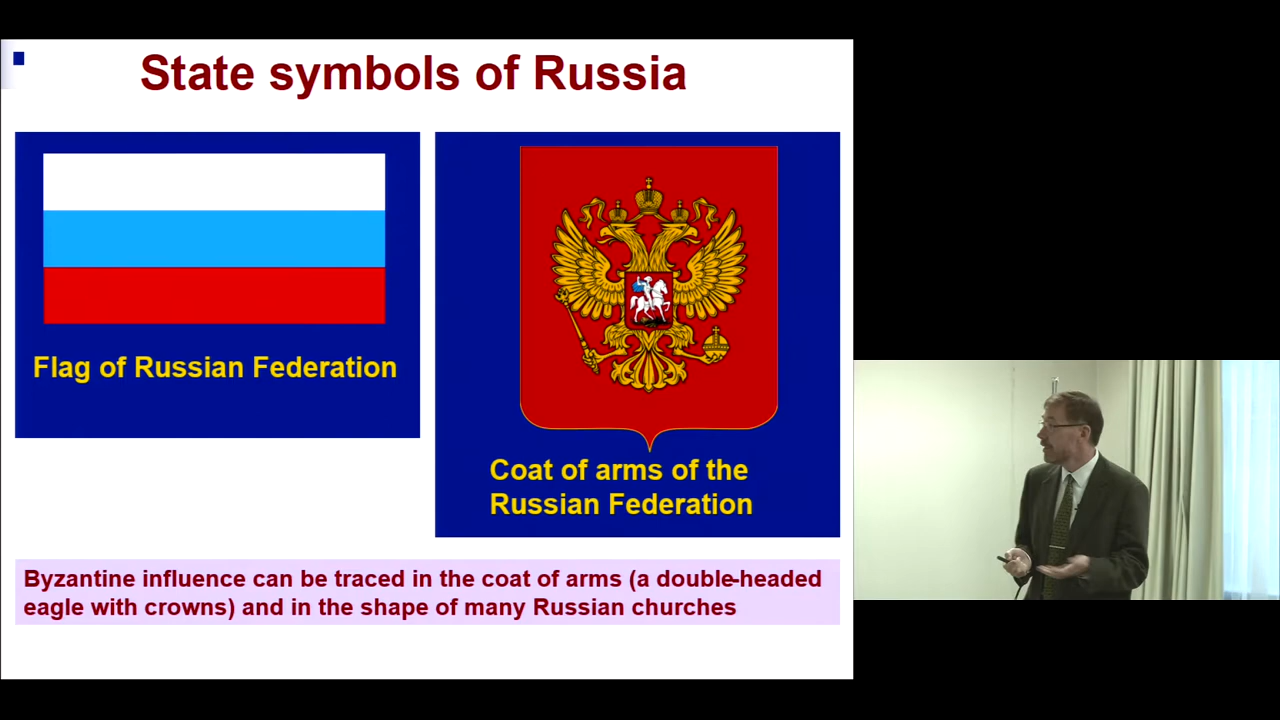 State symbols of Russia
Flag of Russian Federation
Coat of arms of the
Russian Federation
Byzantine influence can be traced in the coat of arms (a double-headed
eagle with crowns) and in the shape of many Russian churches